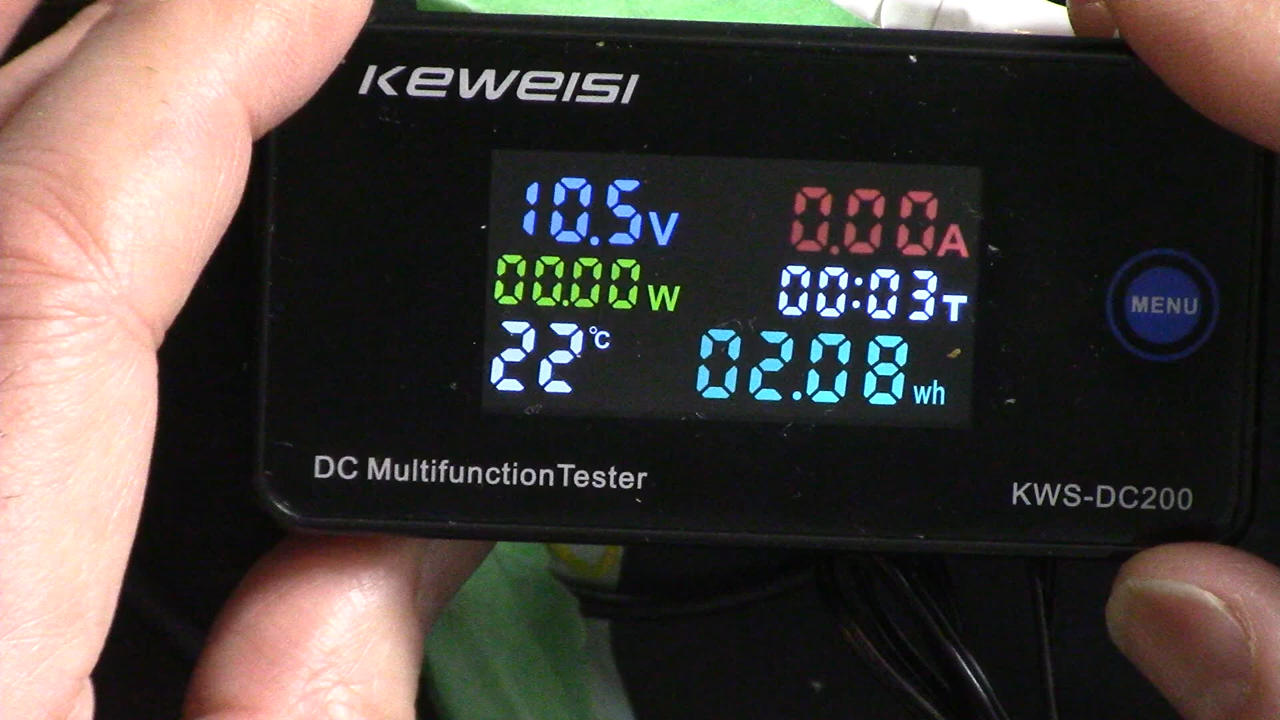 KEWEISI
10.5V 0.00A
00.00W 00:03T
22°C 02.08wh
MENU
DC MultifunctionTester
KWS-DC200